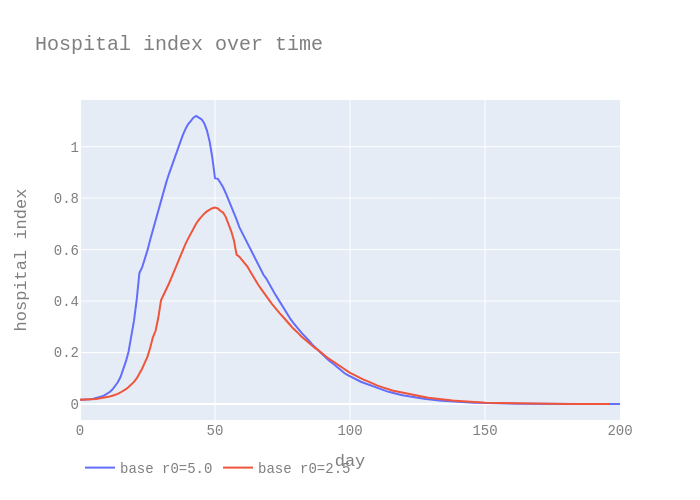 Hospital index over time
hospital index
1
0.8
0.6
0.4
0.2
0
0 50 100 150 200
day
base r0=5.0 base r0=2.5